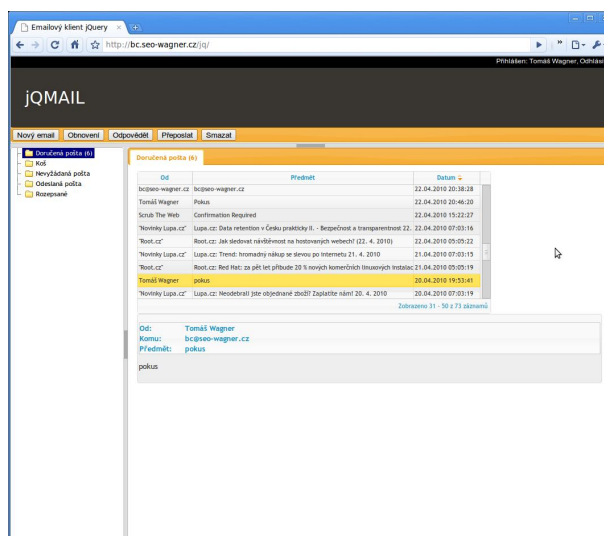 Emailový klient jQuery
http://bc.seo-wagner.cz/jq/
Přihlášen: Tomáš Wagner, Odhlási
jQMAIL
Nový email Obnovení Odpovědět Přeposlat Smazat
Doručená pošta (6)
Koš
Nevyžádaná pošta
Odeslaná pošta
Rozepsané
Doručená pošta (6)
Od Předmět Datum
bc@seo-wagner.cz bc@seo-wagner.cz 22.04.2010 20:38:28
Tomáš Wagner Pokus 22.04.2010 20:46:20
Scrub The Web Confirmation Required 22.04.2010 15:22:27
"Novinky Lupa.cz" Lupa.cz: Data retention v Česku prakticky II. - Bezpečnost a transparentnost 22. 22.04.2010 07:03:16
"Root.cz" Root.cz: Jak sledovat návštěvnost na hostovaných webech? (22. 4. 2010) 22.04.2010 05:05:22
"Novinky Lupa.cz" Lupa.cz: Trend: hromadný nákup se slevou po internetu 21. 4. 2010 21.04.2010 07:03:15
"Root.cz" Root.cz: Red Hat: za pět let přibude 20 % nových komerčních linuxových instalac 21.04.2010 05:05:19
Tomáš Wagner pokus 20.04.2010 19:53:41
"Novinky Lupa.cz" Lupa.cz: Neodebrali jste objednané zboží? Zaplatíte nám! 20. 4. 2010 20.04.2010 07:03:19
Zobrazeno 31 - 50 z 73 záznamů
Od: Tomáš Wagner
Komu: bc@seo-wagner.cz
Předmět: pokus
pokus